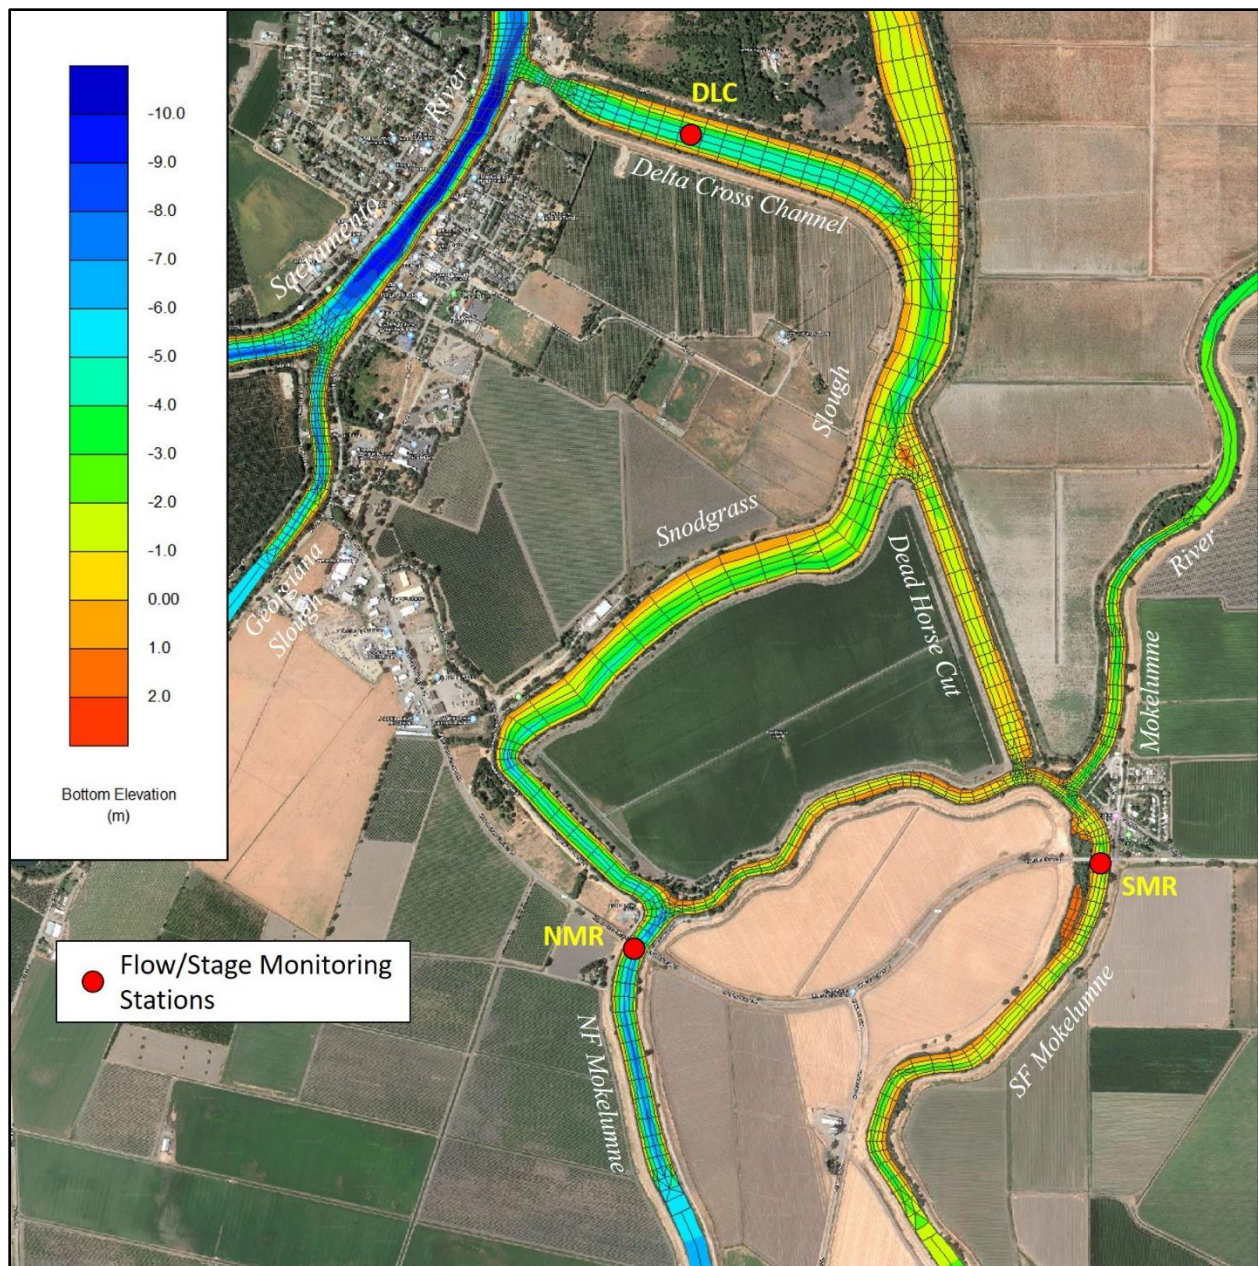 -10.0
-9.0
-8.0
-7.0
-6.0
-5.0
-4.0
-3.0
-2.0
-1.0
0.00
1.0
2.0
Bottom Elevation
(m)
River
Sacramento
DLC
Delta Cross Channel
Slough
Snodgrass
Georgiana
Slough
Dead Horse Cut
River
Mokelumne
SMR
NMR
Flow/Stage Monitoring
Stations
NF Mokelumne
SF Mokelumne